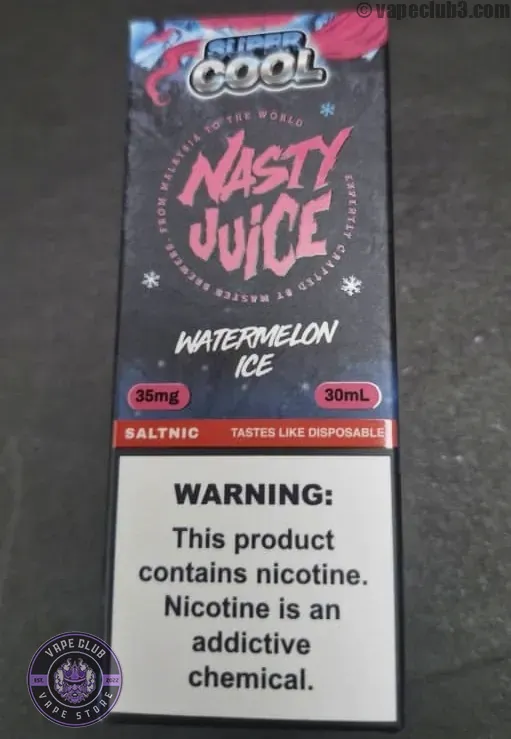 vapeclub3.com
SUPER
COOL
FROM MALAYSIA TO THE WORLD
NASTY
JUICE
EXPERTLY CRAFTED BY MASTER BREWERS.
WATERMELON
ICE
35mg 30mL
SALTNIC TASTES LIKE DISPOSABLE
WARNING:
This product
contains nicotine.
Nicotine is an
addictive
chemical.
VAPE CLUB
EST. 2022
VAPE STORE